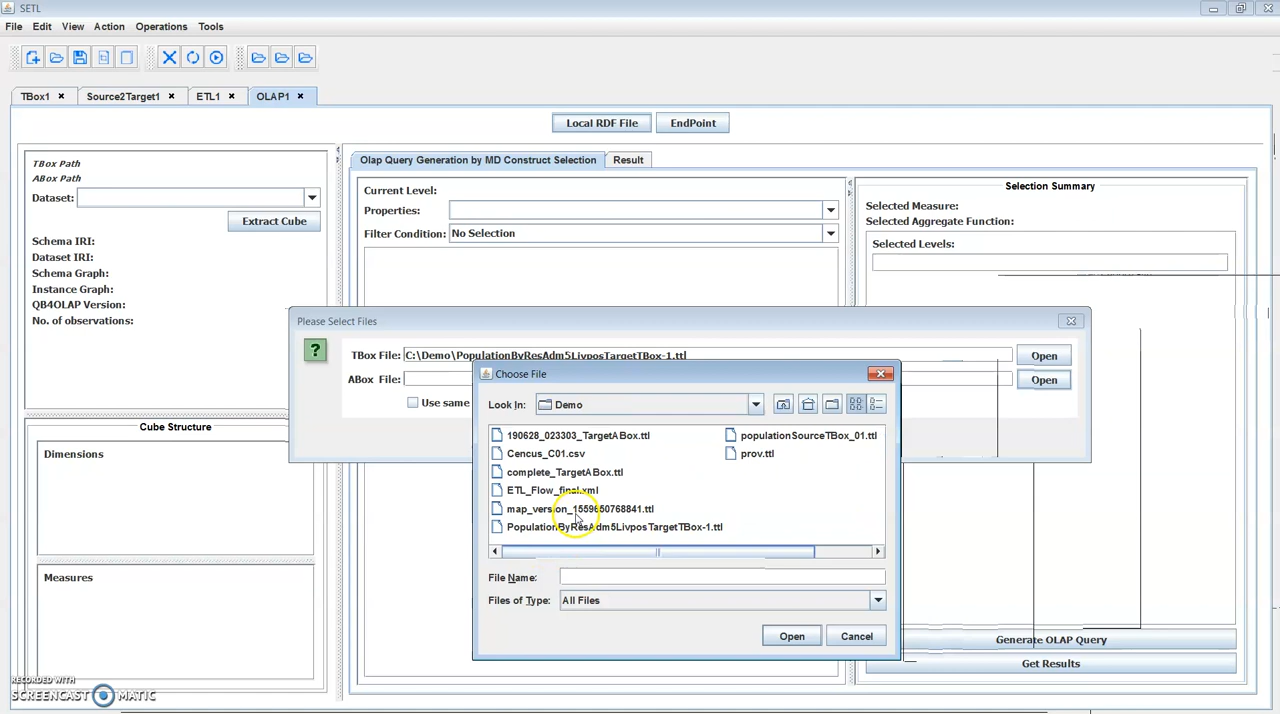 SETL
File Edit View Action Operations Tools
TBox1 Source2Target1 ETL1 OLAP1
Local RDF File EndPoint
TBox Path
ABox Path
Dataset:
Extract Cube
Schema IRI:
Dataset IRI:
Schema Graph:
Instance Graph:
QB4OLAP Version:
No. of observations:
Olap Query Generation by MD Construct Selection Result
Current Level:
Properties:
Filter Condition: No Selection
Selection Summary
Selected Measure:
Selected Aggregate Function:
Selected Levels:
Please Select Files
TBox File: C:\Demo\PopulationByResAdm5LivposTargetTBox-1.ttl Open
ABox File: Open
Use same
Choose File
Look In: Demo
190628_023303_TargetABox.ttl
Cencus_C01.csv
complete_TargetABox.ttl
ETL_Flow_final.xml
map_version_1559650768841.ttl
PopulationByResAdm5LivposTargetTBox-1.ttl
populationSourceTBox_01.ttl
prov.ttl
File Name:
Files of Type: All Files
Open Cancel
Cube Structure
Dimensions
Measures
Generate OLAP Query
Get Results
RECORDED WITH
SCREENCAST MATIC